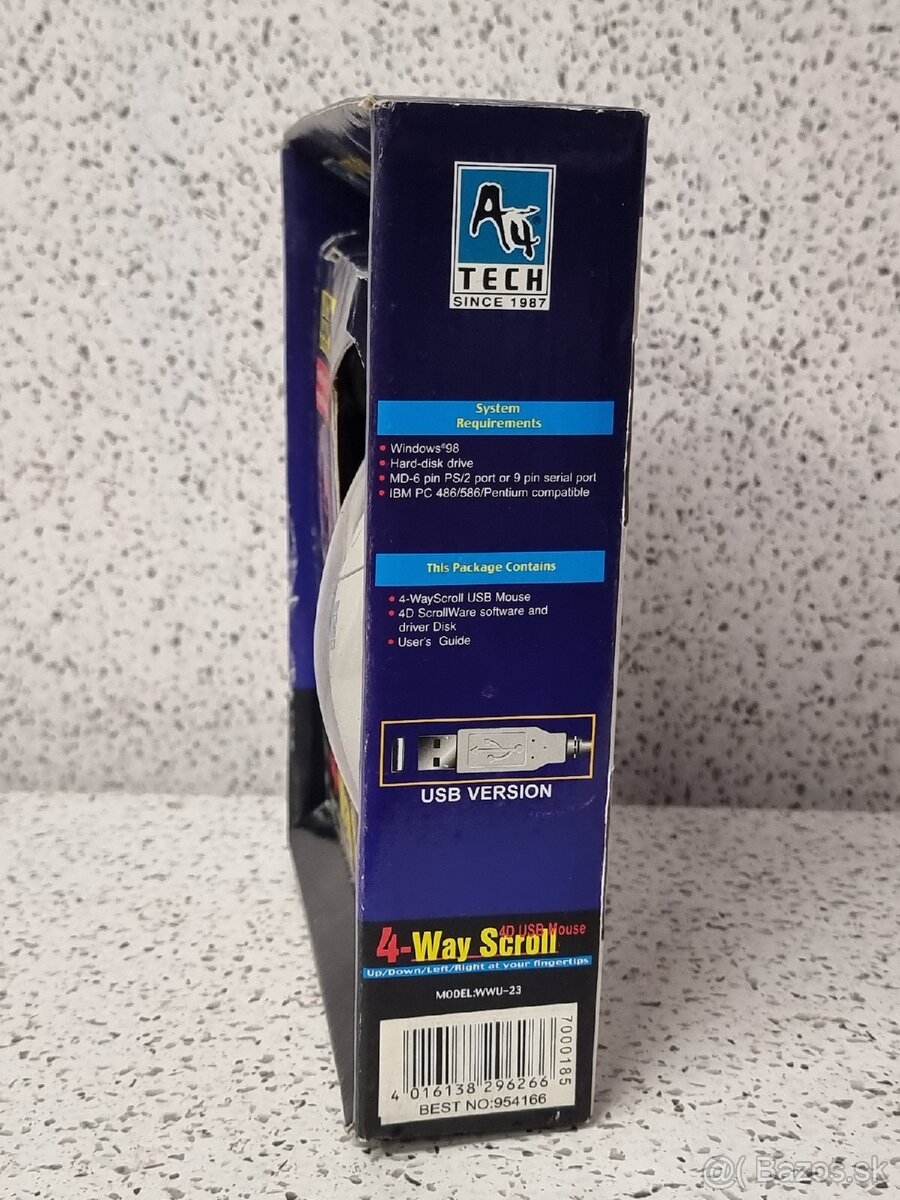 A4
TECH
SINCE 1987
System
Requirements
• Windows®98
• Hard-disk drive
• MD-6 pin PS/2 port or 9 pin serial port
• IBM PC 486/586/Pentium compatible
This Package Contains
• 4-WayScroll USB Mouse
• 4D ScrollWare software and
driver Disk
• User's Guide
USB VERSION
4D USB Mouse
4-Way Scroll
Up/Down/Left/Right at your fingertips
MODEL:WWU-23
7000185
4 016138 296266
BEST NO:954166
@( Bazos.sk